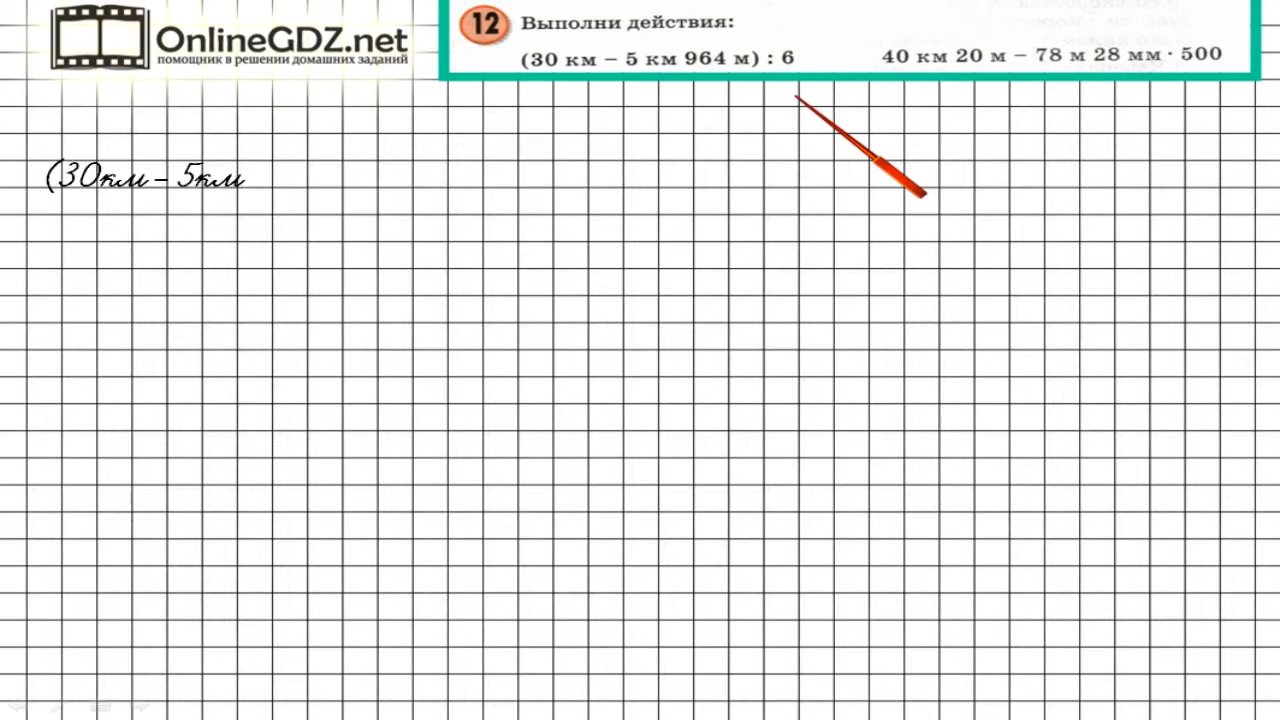 OnlineGDZ.net
помощник в решении домашних заданий
12 Выполни действия:
(30 км – 5 км 964 м) : 6 40 км 20 м – 78 м 28 мм · 500
(30км – 5км